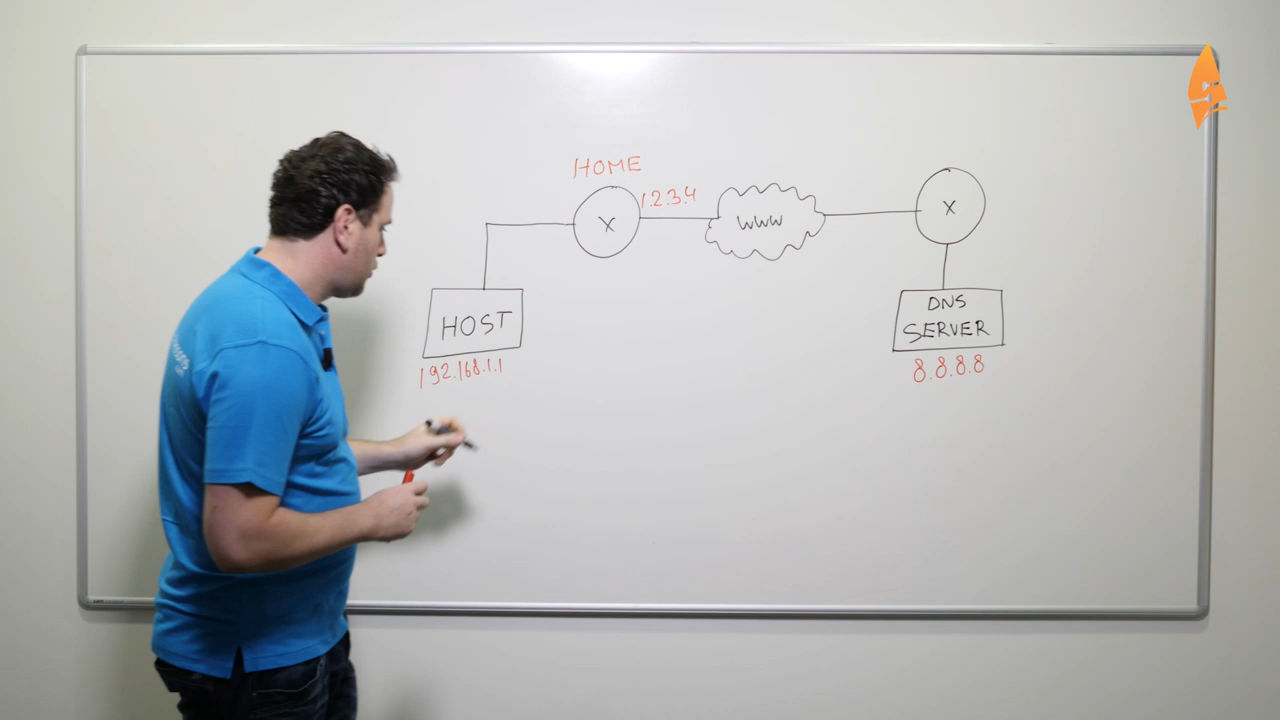 HOME
1.2.3.4
X
WWW
X
HOST
192.168.1.1
DNS
SERVER
8.8.8.8